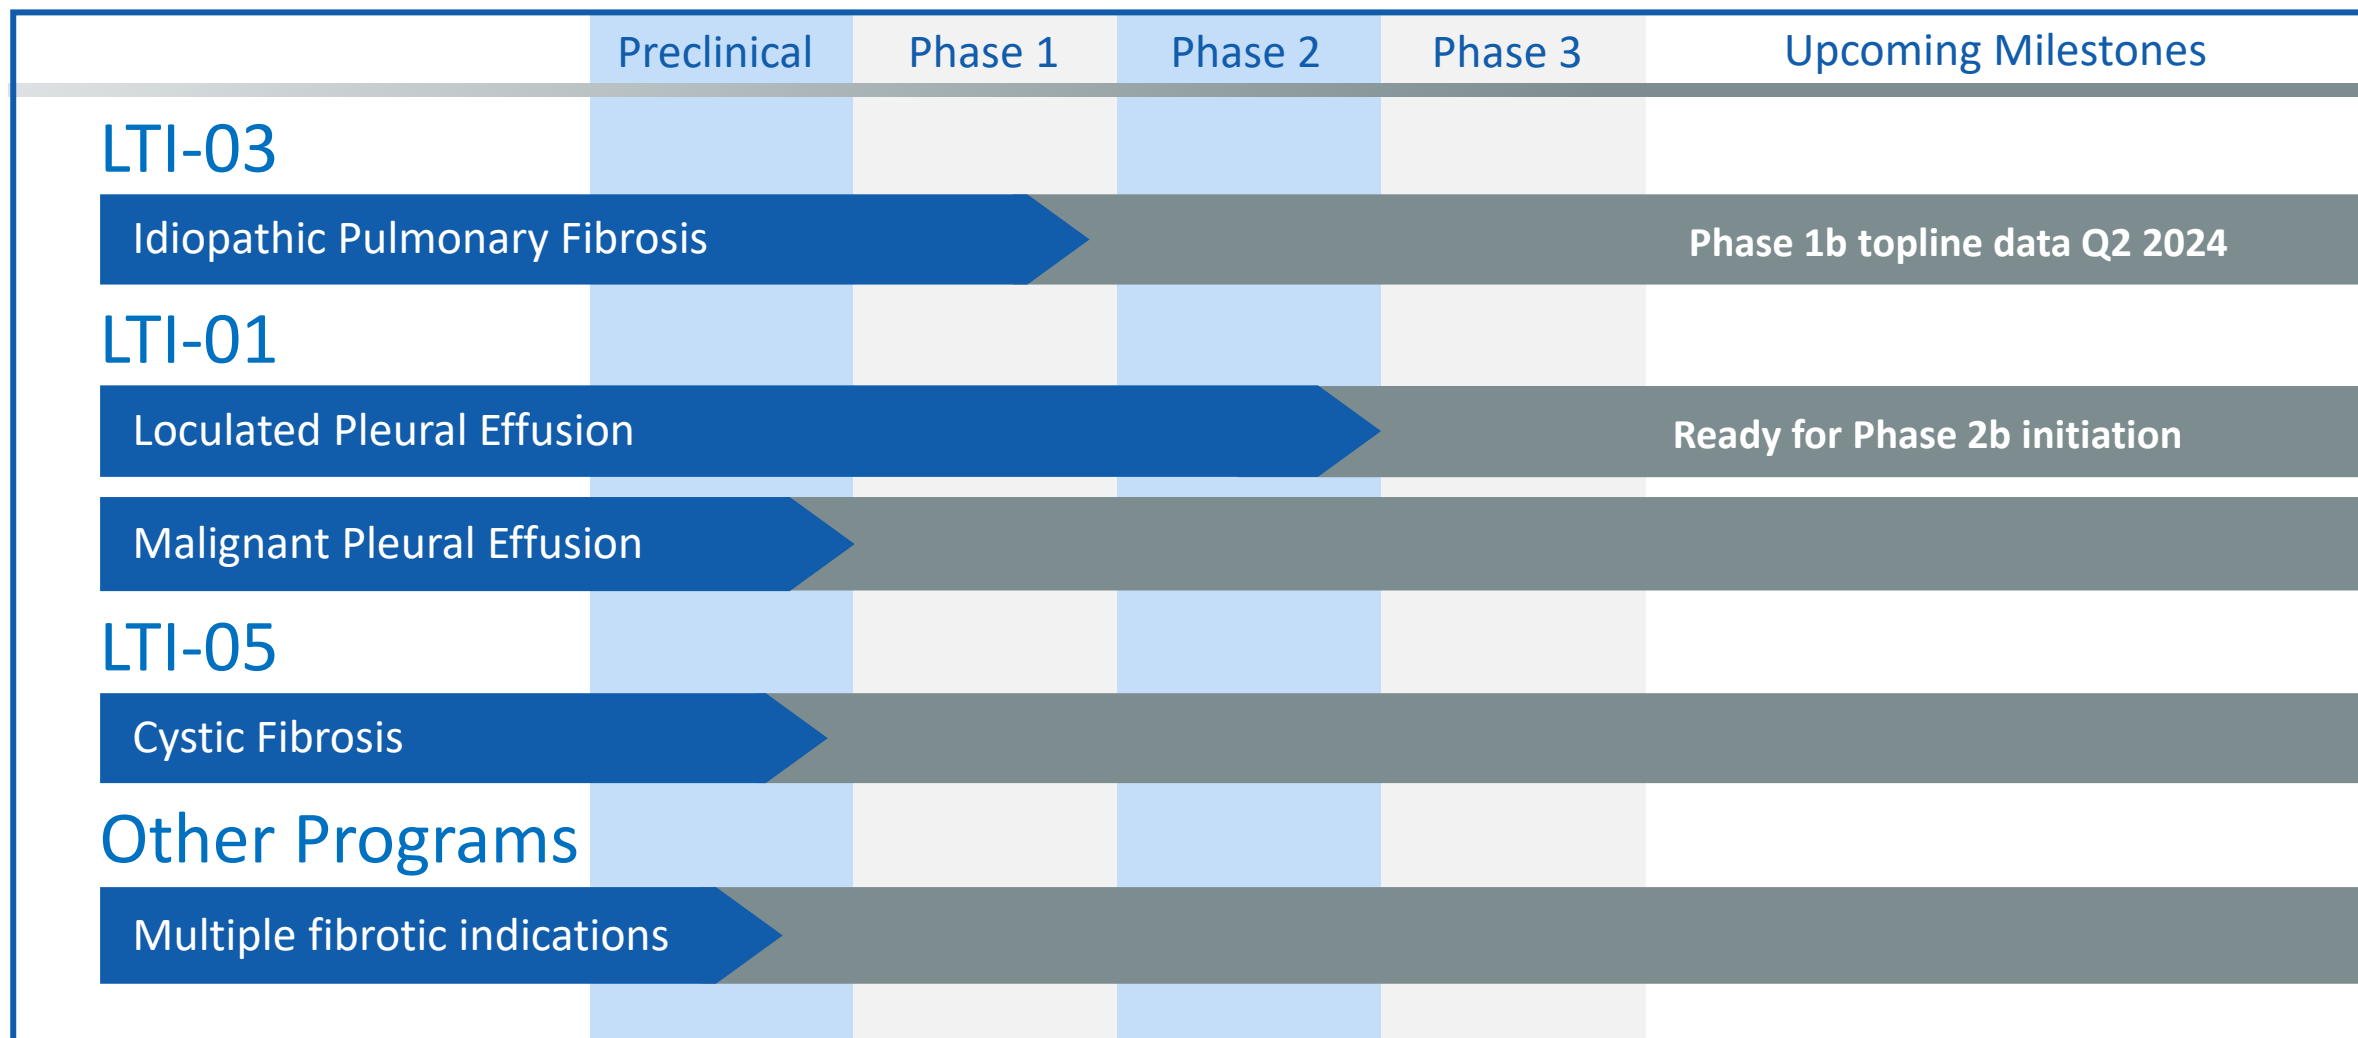 Preclinical Phase 1 Phase 2 Phase 3 Upcoming Milestones
LTI-03
Idiopathic Pulmonary Fibrosis Phase 1b topline data Q2 2024
LTI-01
Loculated Pleural Effusion Ready for Phase 2b initiation
Malignant Pleural Effusion
LTI-05
Cystic Fibrosis
Other Programs
Multiple fibrotic indications